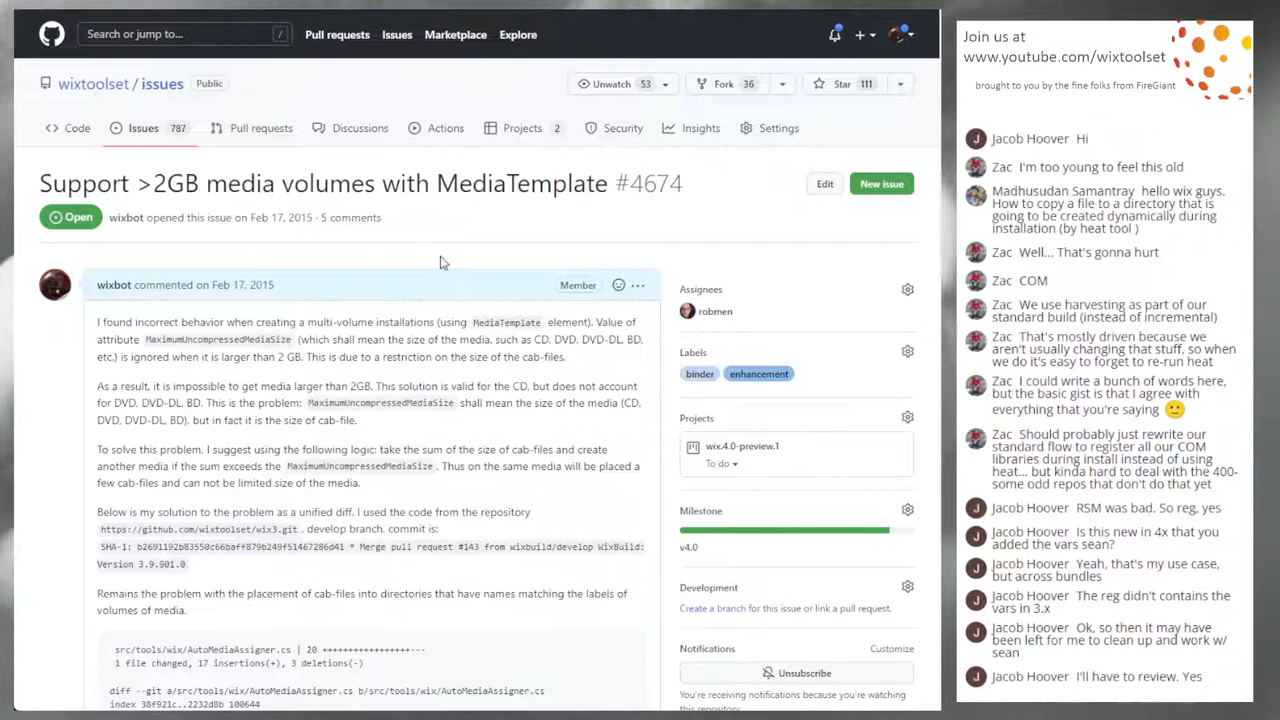 Search or jump to...
/
Pull requests
Issues
Marketplace
Explore
wixtoolset / issues
Public
Unwatch 53
Fork 36
Star 111
Code
Issues 787
Pull requests
Discussions
Actions
Projects 2
Security
Insights
Settings
Support >2GB media volumes with MediaTemplate #4674
Edit
New issue
Open
wixbot opened this issue on Feb 17, 2015 · 5 comments
wixbot commented on Feb 17, 2015
Member
I found incorrect behavior when creating a multi-volume installations (using MediaTemplate element). Value of
attribute MaximumUncompressedMediaSize (which shall mean the size of the media, such as CD, DVD, DVD-DL, BD,
etc.) is ignored when it is larger than 2 GB. This is due to a restriction on the size of the cab-files.
As a result, it is impossible to get media larger than 2GB. This solution is valid for the CD, but does not account
for DVD, DVD-DL, BD. This is the problem: MaximumUncompressedMediaSize shall mean the size of the media (CD,
DVD, DVD-DL, BD), but in fact it is the size of cab-file.
To solve this problem, I suggest using the following logic: take the sum of the size of cab-files and create
another media if the sum exceeds the MaximumUncompressedMediaSize. Thus on the same media will be placed a
few cab-files and can not be limited size of the media.
Below is my solution to the problem as a unified diff. I used the code from the repository
https://github.com/wixtoolset/wix3.git, develop branch, commit is:
SHA-1: b2691192b83550c66baff879b249f51467286d41 * Merge pull request #143 from wixbuild/develop WixBuild:
Version 3.9.901.0
Remains the problem with the placement of cab-files into directories that have names matching the labels of
volumes of media.
src/tools/wix/AutoMediaAssigner.cs | 20 +++++++++++++++++---
1 file changed, 17 insertions(+), 3 deletions(-)
diff --git a/src/tools/wix/AutoMediaAssigner.cs b/src/tools/wix/AutoMediaAssigner.cs
index 38f921c..2232d8b 100644
Assignees
robmen
Labels
binder
enhancement
Projects
wix.4.0-preview.1
To do
Milestone
v4.0
Development
Create a branch for this issue or link a pull request.
Notifications
Customize
Unsubscribe
You're receiving notifications because you're watching
this repository.
Join us at
www.youtube.com/wixtoolset
brought to you by the fine folks from FireGiant
J Jacob Hoover Hi
Zac I'm too young to feel this old
Madhusudan Samantray hello wix guys.
How to copy a file to a directory that is
going to be created dynamically during
installation (by heat tool )
Zac Well... That's gonna hurt
Zac COM
Zac We use harvesting as part of our
standard build (instead of incremental)
Zac That's mostly driven because we
aren't usually changing that stuff, so when
we do it's easy to forget to re-run heat
Zac I could write a bunch of words here,
but the basic gist is that I agree with
everything that you're saying 🙂
Zac Should probably just rewrite our
standard flow to register all our COM
libraries during install instead of using
heat... but kinda hard to deal with the 400-
some odd repos that don't do that yet
J Jacob Hoover RSM was bad. So reg, yes
J Jacob Hoover Is this new in 4x that you
added the vars sean?
J Jacob Hoover Yeah, that's my use case,
but across bundles
J Jacob Hoover The reg didn't contains the
vars in 3.x
J Jacob Hoover Ok, so then it may have
been left for me to clean up and work w/
sean
J Jacob Hoover I'll have to review. Yes